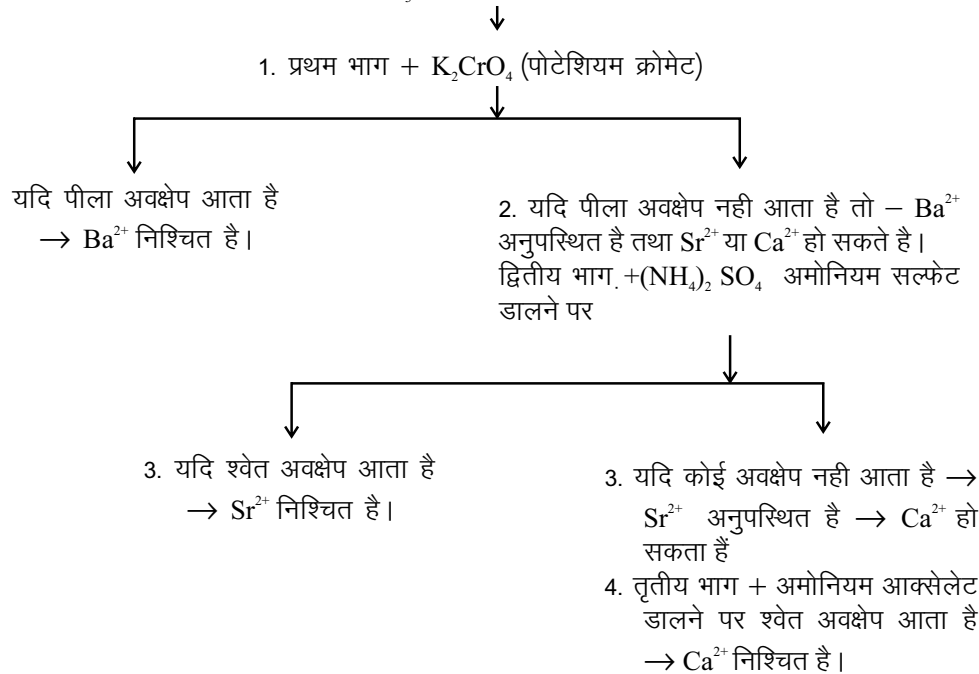 1. प्रथम भाग + K₂CrO₄ (पोटेशियम क्रोमेट)
यदि पीला अवक्षेप आता है
→ Ba²⁺ निश्चित है।
2. यदि पीला अवक्षेप नही आता है तो – Ba²⁺
अनुपस्थित है तथा Sr²⁺ या Ca²⁺ हो सकते है।
द्वितीय भाग. +(NH₄)₂ SO₄ अमोनियम सल्फेट
डालने पर
3. यदि श्वेत अवक्षेप आता है
→ Sr²⁺ निश्चित है।
3. यदि कोई अवक्षेप नही आता है →
Sr²⁺ अनुपस्थित है → Ca²⁺ हो
सकता हैं
4. तृतीय भाग + अमोनियम आक्सेलेट
डालने पर श्वेत अवक्षेप आता है
→ Ca²⁺ निश्चित है।